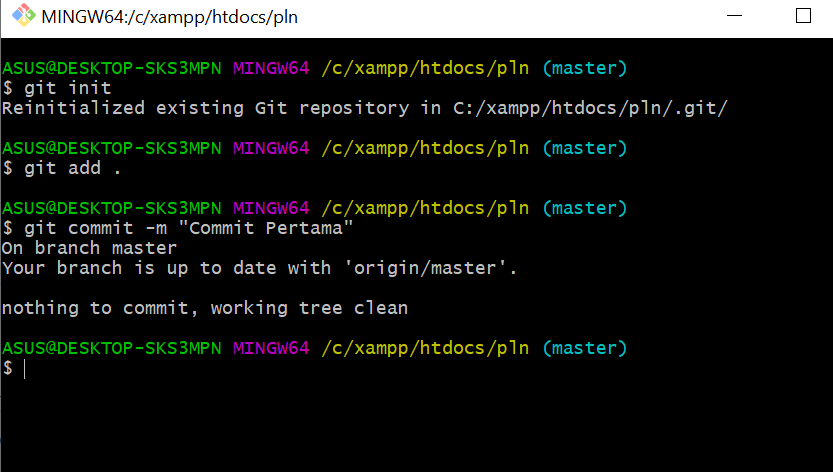 MINGW64:/c/xampp/htdocs/pln
ASUS@DESKTOP-SKS3MPN MINGW64 /c/xampp/htdocs/pln (master)
$ git init
Reinitialized existing Git repository in C:/xampp/htdocs/pln/.git/
ASUS@DESKTOP-SKS3MPN MINGW64 /c/xampp/htdocs/pln (master)
$ git add .
ASUS@DESKTOP-SKS3MPN MINGW64 /c/xampp/htdocs/pln (master)
$ git commit -m "Commit Pertama"
On branch master
Your branch is up to date with 'origin/master'.
nothing to commit, working tree clean
ASUS@DESKTOP-SKS3MPN MINGW64 /c/xampp/htdocs/pln (master)
$